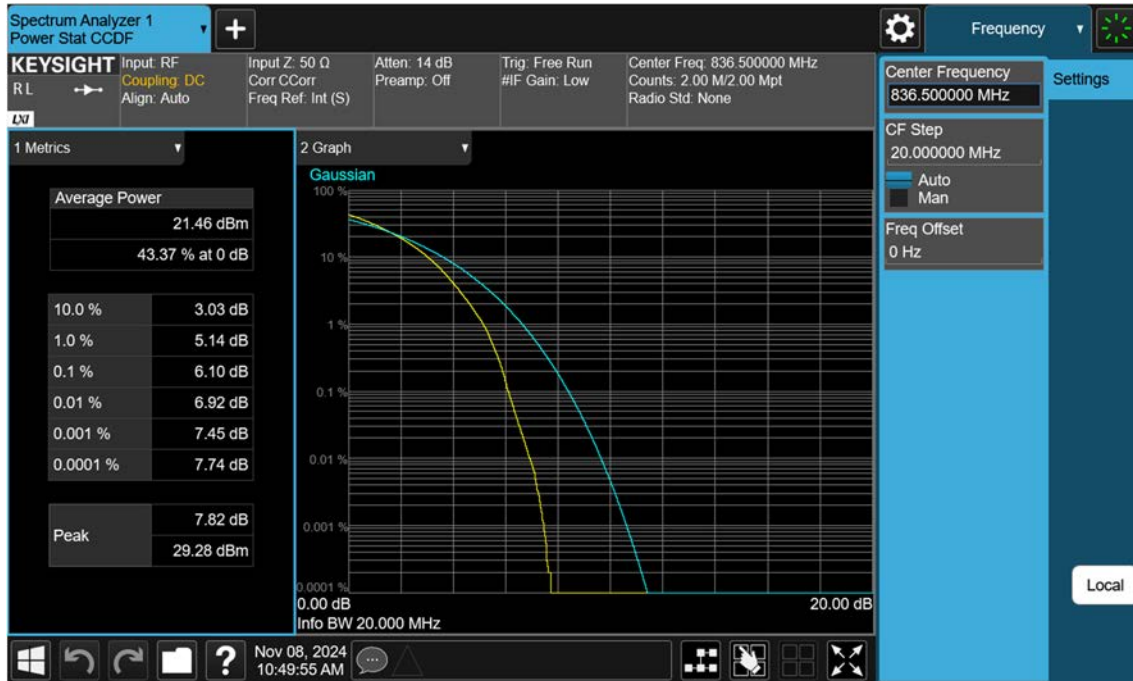 Spectrum Analyzer 1
Power Stat CCDF
Frequency
KEYSIGHT
R L
LXI
Input: RF
Coupling: DC
Align: Auto
Input Z: 50 Ω
Corr CCorr
Freq Ref: Int (S)
Atten: 14 dB
Preamp: Off
Trig: Free Run
#IF Gain: Low
Center Freq: 836.500000 MHz
Counts: 2.00 M/2.00 Mpt
Radio Std: None
Center Frequency
836.500000 MHz
Settings
CF Step
20.000000 MHz
Auto
Man
Freq Offset
0 Hz
Local
1 Metrics
Average Power
21.46 dBm
43.37 % at 0 dB
10.0 % 3.03 dB
1.0 % 5.14 dB
0.1 % 6.10 dB
0.01 % 6.92 dB
0.001 % 7.45 dB
0.0001 % 7.74 dB
Peak 7.82 dB
29.28 dBm
2 Graph
Gaussian
100 %
10 %
1 %
0.1 %
0.01 %
0.001 %
0.0001 %
0.00 dB 20.00 dB
Info BW 20.000 MHz
?
Nov 08, 2024
10:49:55 AM